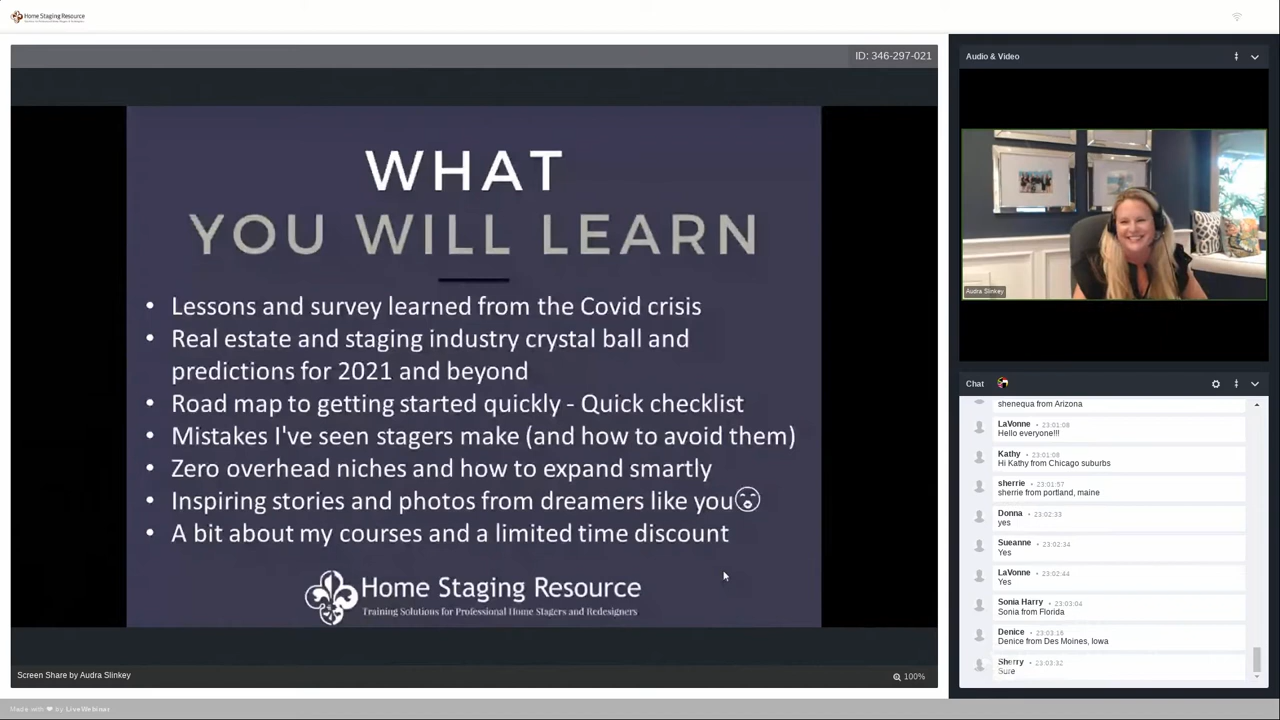 Home Staging Resource
ID: 346-297-021
WHAT
YOU WILL LEARN
• Lessons and survey learned from the Covid crisis
• Real estate and staging industry crystal ball and
predictions for 2021 and beyond
• Road map to getting started quickly - Quick checklist
• Mistakes I've seen stagers make (and how to avoid them)
• Zero overhead niches and how to expand smartly
• Inspiring stories and photos from dreamers like you😲
• A bit about my courses and a limited time discount
Home Staging Resource
Training Solutions for Professional Home Stagers and Redesigners
Screen Share by Audra Slinkey
100%
Audio & Video
Audra Slinkey
Chat
shenequa from Arizona
LaVonne • 23:01:08
Hello everyone!!!
Kathy • 23:01:08
Hi Kathy from Chicago suburbs
sherrie • 23:01:57
sherrie from portland, maine
Donna • 23:02:33
yes
Sueanne • 23:02:34
Yes
LaVonne • 23:02:44
Yes
Sonia Harry • 23:03:04
Sonia from Florida
Denice • 23:03:16
Denice from Des Moines, Iowa
Sherry • 23:03:32
Sure
Made with ❤ by LiveWebinar